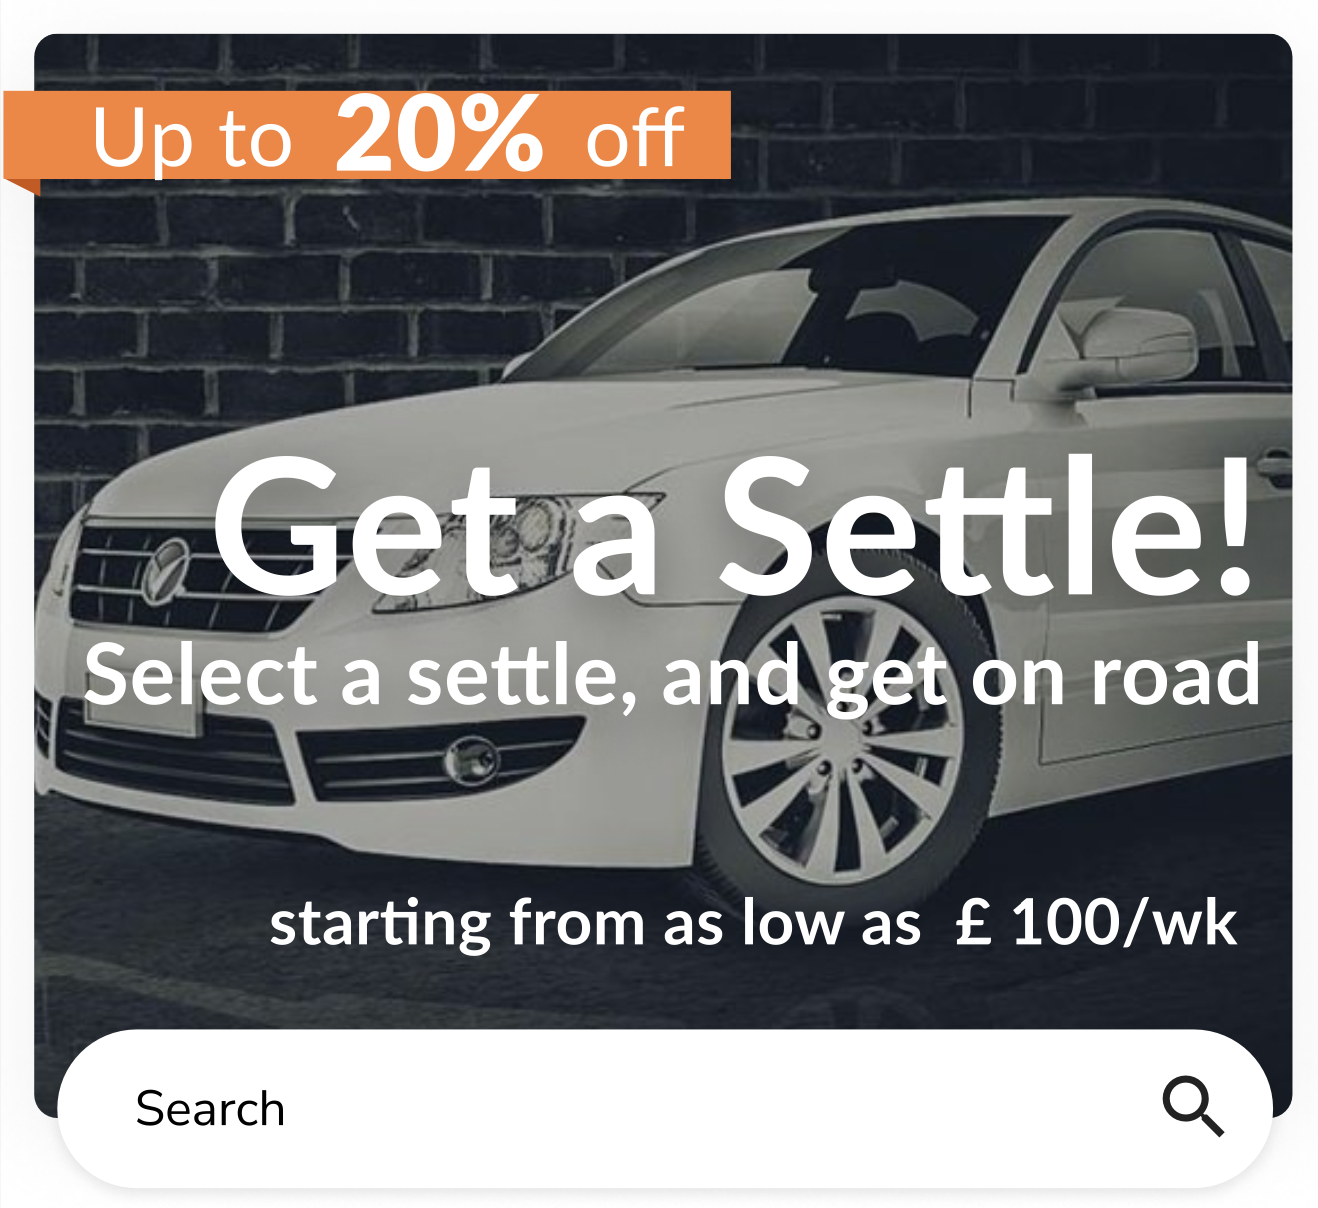 Up to 20% off
Get a Settle!
Select a settle, and get on road
starting from as low as £ 100/wk
Search